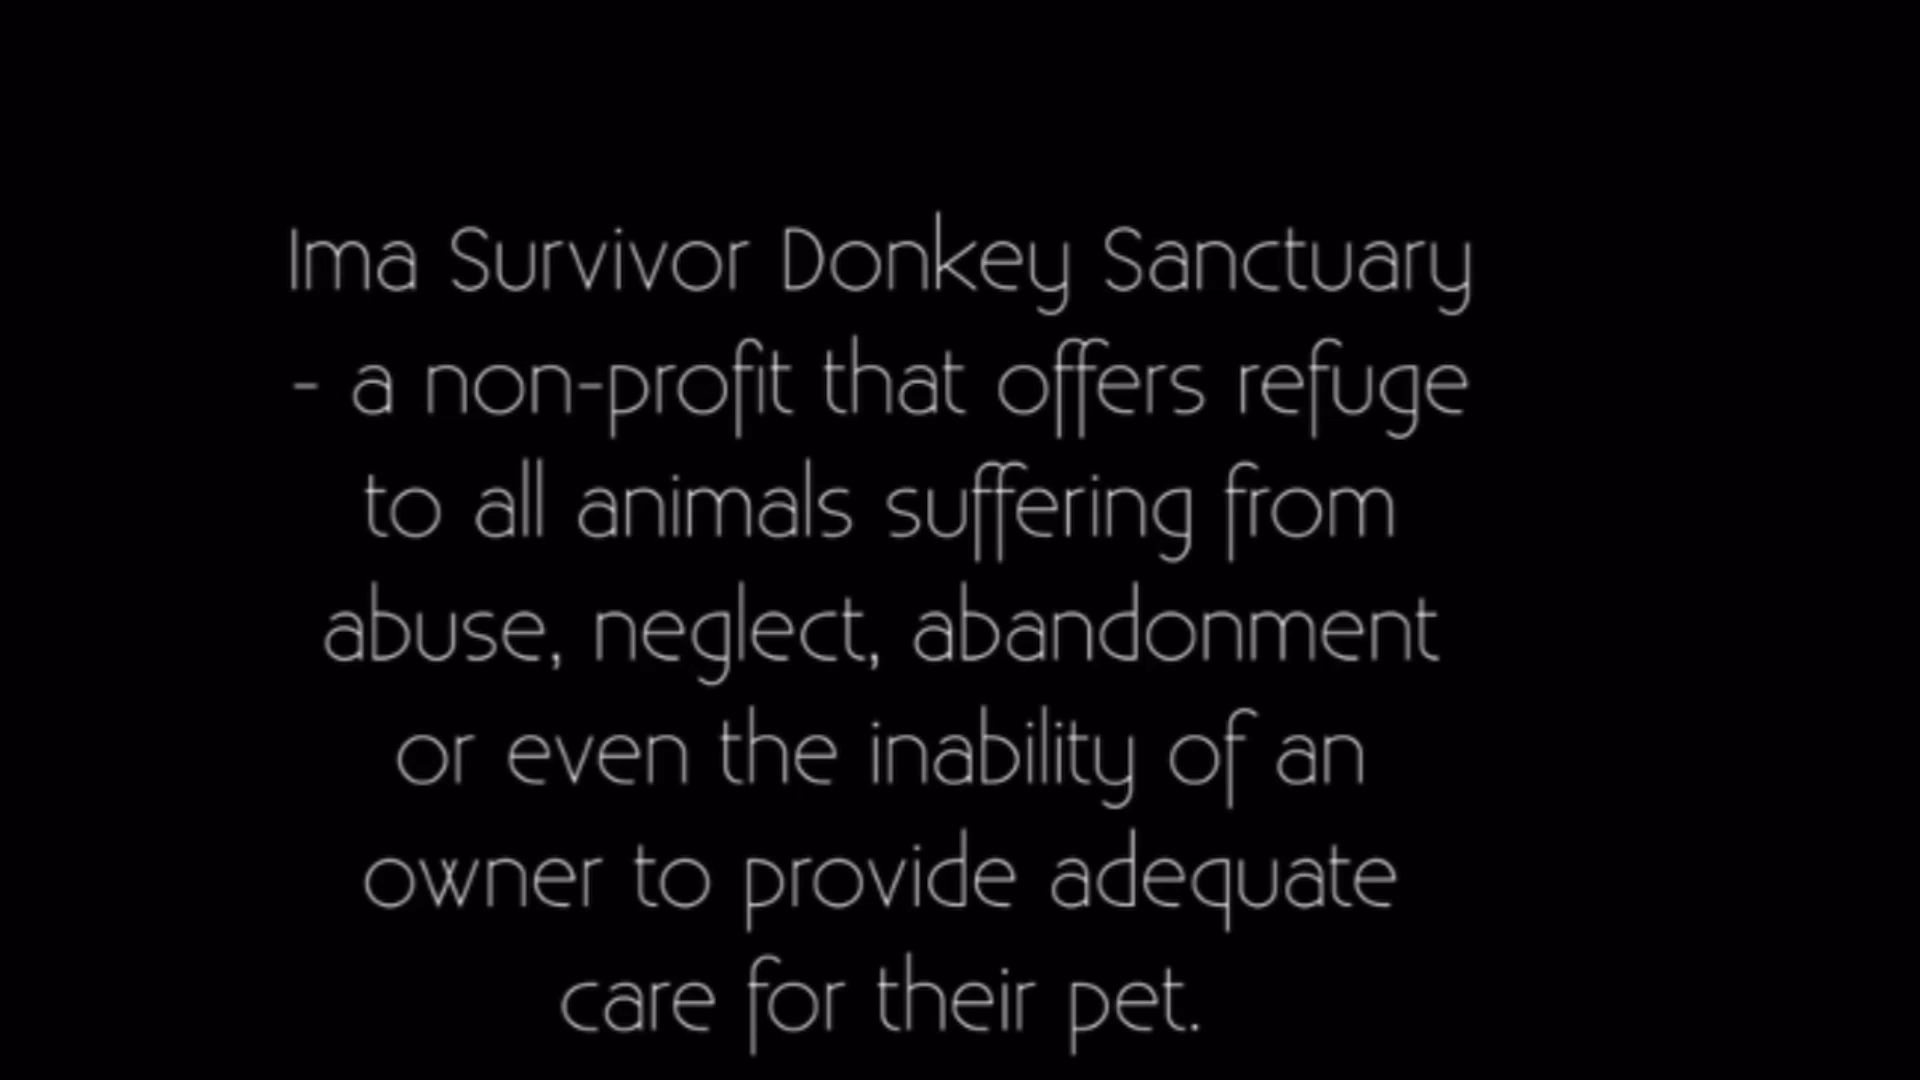 Ima Survivor Donkey Sanctuary
- a non-profit that offers refuge
to all animals suffering from
abuse, neglect, abandonment
or even the inability of an
owner to provide adequate
care for their pet.